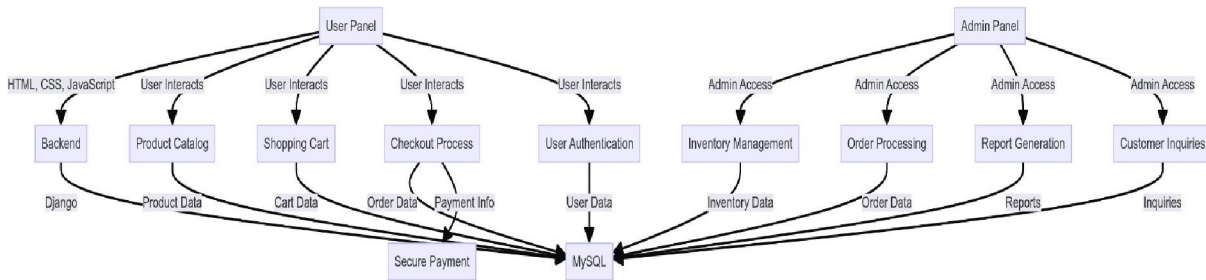 User Panel
Admin Panel
HTML, CSS, JavaScript
User Interacts
User Interacts
User Interacts
User Interacts
Admin Access
Admin Access
Admin Access
Admin Access
Backend
Product Catalog
Shopping Cart
Checkout Process
User Authentication
Inventory Management
Order Processing
Report Generation
Customer Inquiries
Django
Product Data
Cart Data
Order Data
Payment Info
User Data
Inventory Data
Order Data
Reports
Inquiries
Secure Payment
MySQL